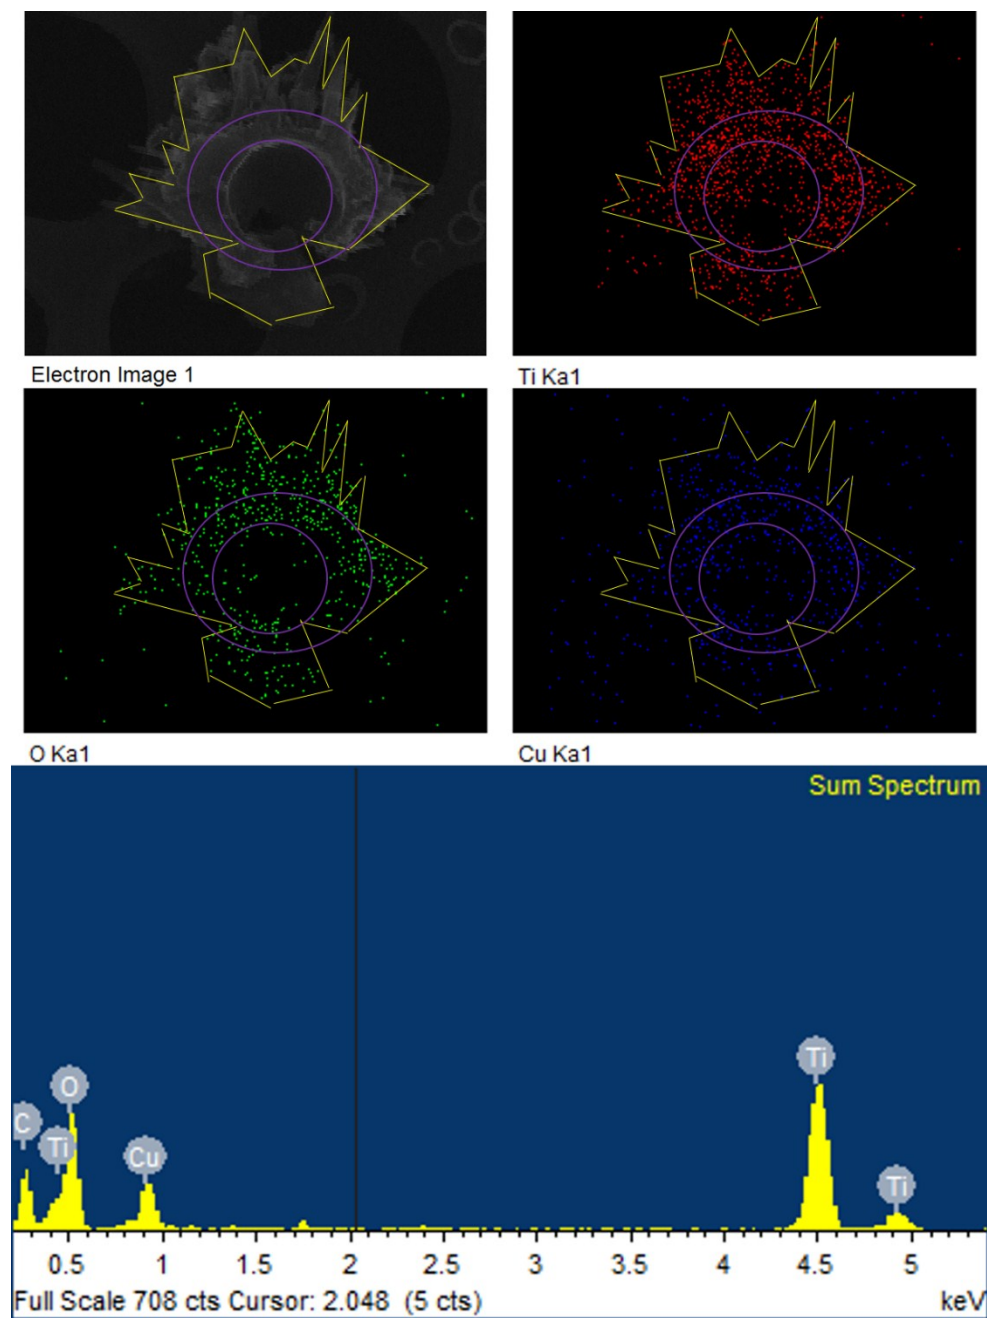 Electron Image 1
Ti Ka1
O Ka1
Cu Ka1
Sum Spectrum
Ti
O
C
Ti
Cu
Ti
0.5 1 1.5 2 2.5 3 3.5 4 4.5 5
Full Scale 708 cts Cursor: 2.048 (5 cts) keV